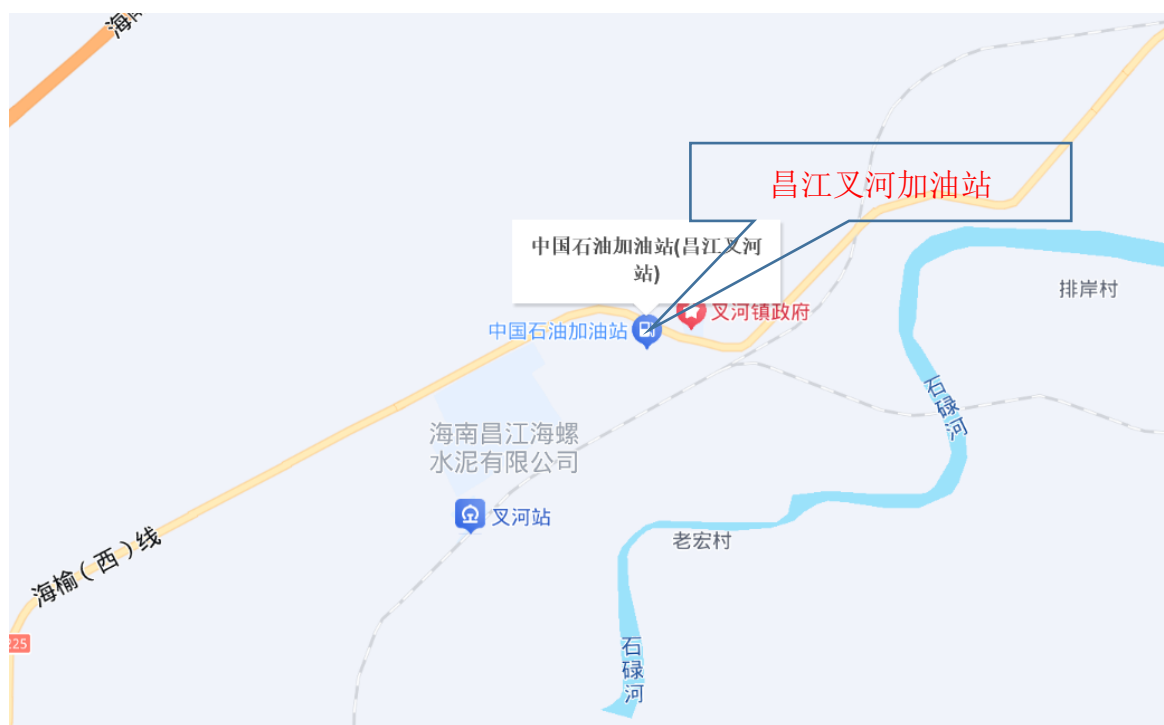 海南
昌江叉河加油站
中国石油加油站(昌江叉河
站)
排岸村
叉河镇政府
中国石油加油站
石碌河
海南昌江海螺
水泥有限公司
叉河站
老宏村
海榆(西)线
225
石碌河